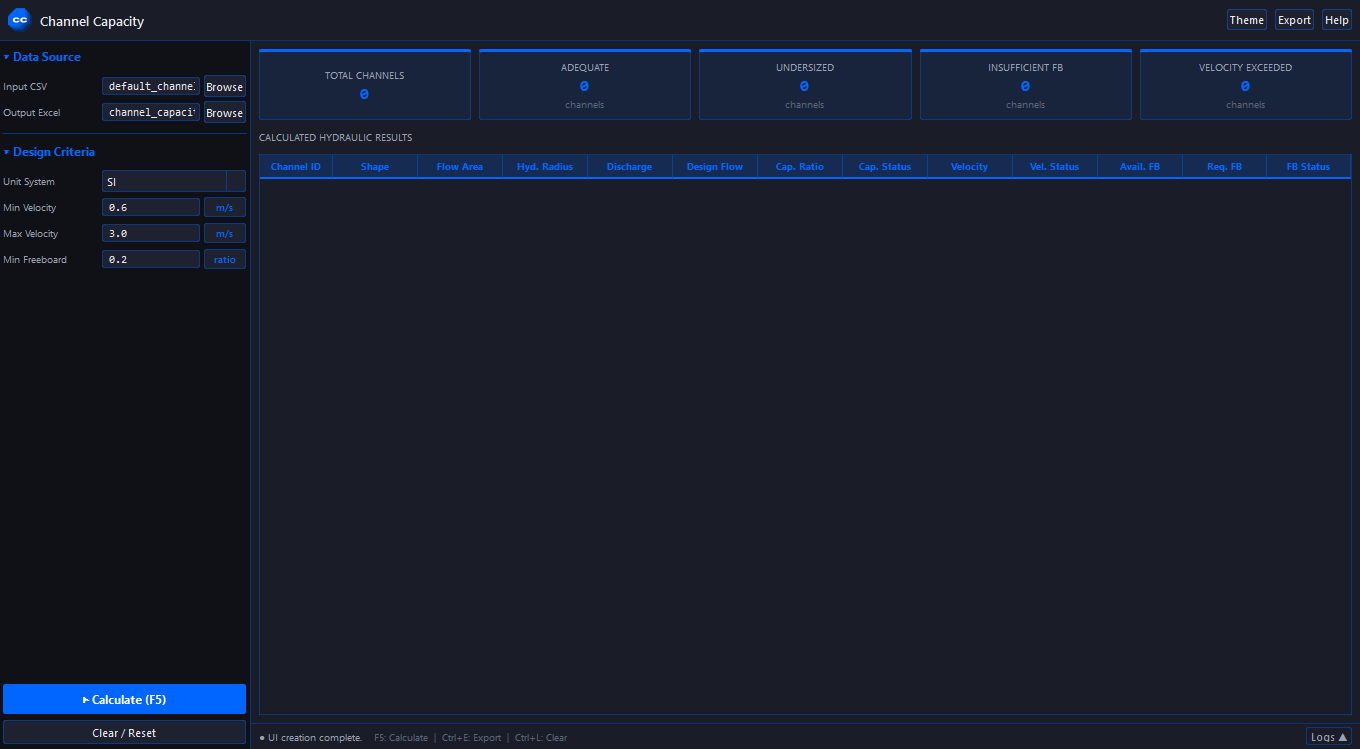 CC Channel Capacity Theme Export Help
▾ Data Source
Input CSV default_channel Browse
Output Excel channel_capaci Browse
▾ Design Criteria
Unit System SI
Min Velocity 0.6 m/s
Max Velocity 3.0 m/s
Min Freeboard 0.2 ratio
▶ Calculate (F5)
Clear / Reset
TOTAL CHANNELS
0
ADEQUATE
0
channels
UNDERSIZED
0
channels
INSUFFICIENT FB
0
channels
VELOCITY EXCEEDED
0
channels
CALCULATED HYDRAULIC RESULTS
Channel ID Shape Flow Area Hyd. Radius Discharge Design Flow Cap. Ratio Cap. Status Velocity Vel. Status Avail. FB Req. FB FB Status
● UI creation complete. F5: Calculate | Ctrl+E: Export | Ctrl+L: Clear Logs ▲